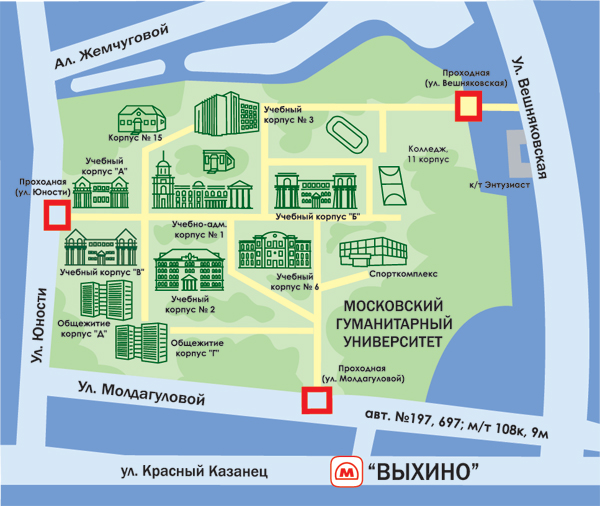 Ал. Жемчуговой
Проходная
(ул. Вешняковская)
Ул. Вешняковская
Корпус № 15
Учебный
корпус № 3
Колледж,
11 корпус
к/т Энтузиаст
Учебный
корпус "А"
Проходная
(ул. Юности)
Учебно-адм.
корпус № 1
Учебный корпус "Б"
Учебный корпус "В"
Учебный
корпус № 2
Учебный
корпус № 6
Спорткомплекс
Общежитие
корпус "Д"
Общежитие
корпус "Г"
МОСКОВСКИЙ
ГУМАНИТАРНЫЙ
УНИВЕРСИТЕТ
Ул. Юности
Проходная
(ул. Молдагуловой)
Ул. Молдагуловой
авт. №197, 697; м/т 108к, 9м
ул. Красный Казанец
М "ВЫХИНО"